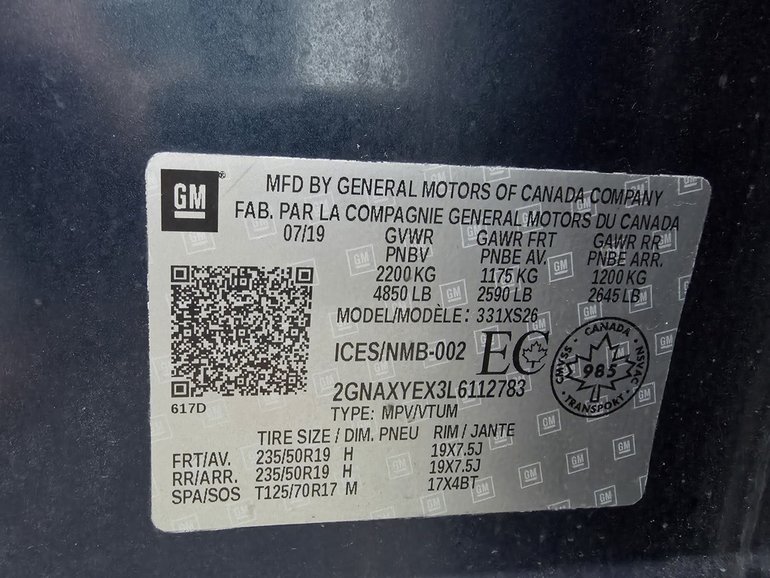 GM
MFD BY GENERAL MOTORS OF CANADA COMPANY
FAB. PAR LA COMPAGNIE GENERAL MOTORS DU CANADA
07/19 GVWR GAWR FRT GAWR RR
PNBV PNBE AV. PNBE ARR.
2200 KG 1175 KG 1200 KG
4850 LB 2590 LB 2645 LB
MODEL/MODÈLE: 331XS26
ICES/NMB-002 EC
CANADA
CMVSS 985 NSVAC
TRANSPORT
2GNAXYEX3L6112783
617D
TYPE: MPV/VTUM
TIRE SIZE / DIM. PNEU RIM / JANTE
FRT/AV. 235/50R19 H 19X7.5J
RR/ARR. 235/50R19 H 19X7.5J
SPA/SOS T125/70R17 M 17X4BT